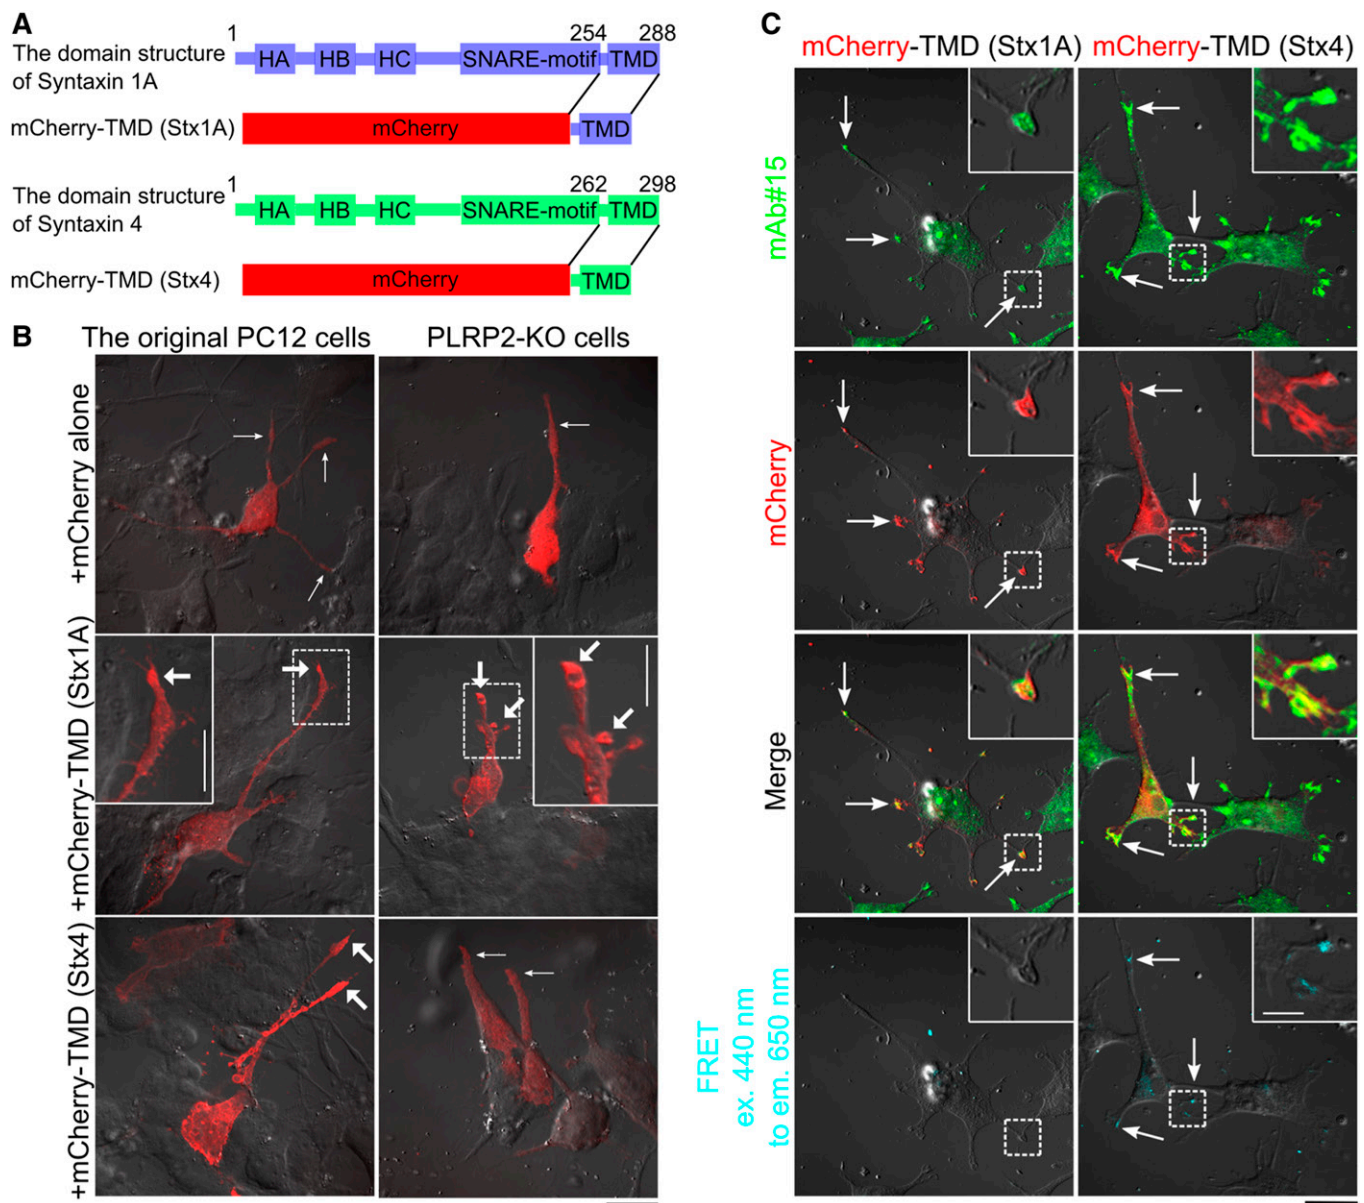 A
1
254
288
The domain structure
of Syntaxin 1A
HA
HB
HC
SNARE-motif
TMD
mCherry-TMD (Stx1A)
mCherry
TMD
1
262
298
The domain structure
of Syntaxin 4
HA
HB
HC
SNARE-motif
TMD
mCherry-TMD (Stx4)
mCherry
TMD
B
The original PC12 cells
PLRP2-KO cells
+mCherry alone
+mCherry-TMD (Stx1A)
+mCherry-TMD (Stx4)
C
mCherry-TMD (Stx1A)
mCherry-TMD (Stx4)
mAb#15
mCherry
Merge
FRET
ex. 440 nm
to em. 650 nm